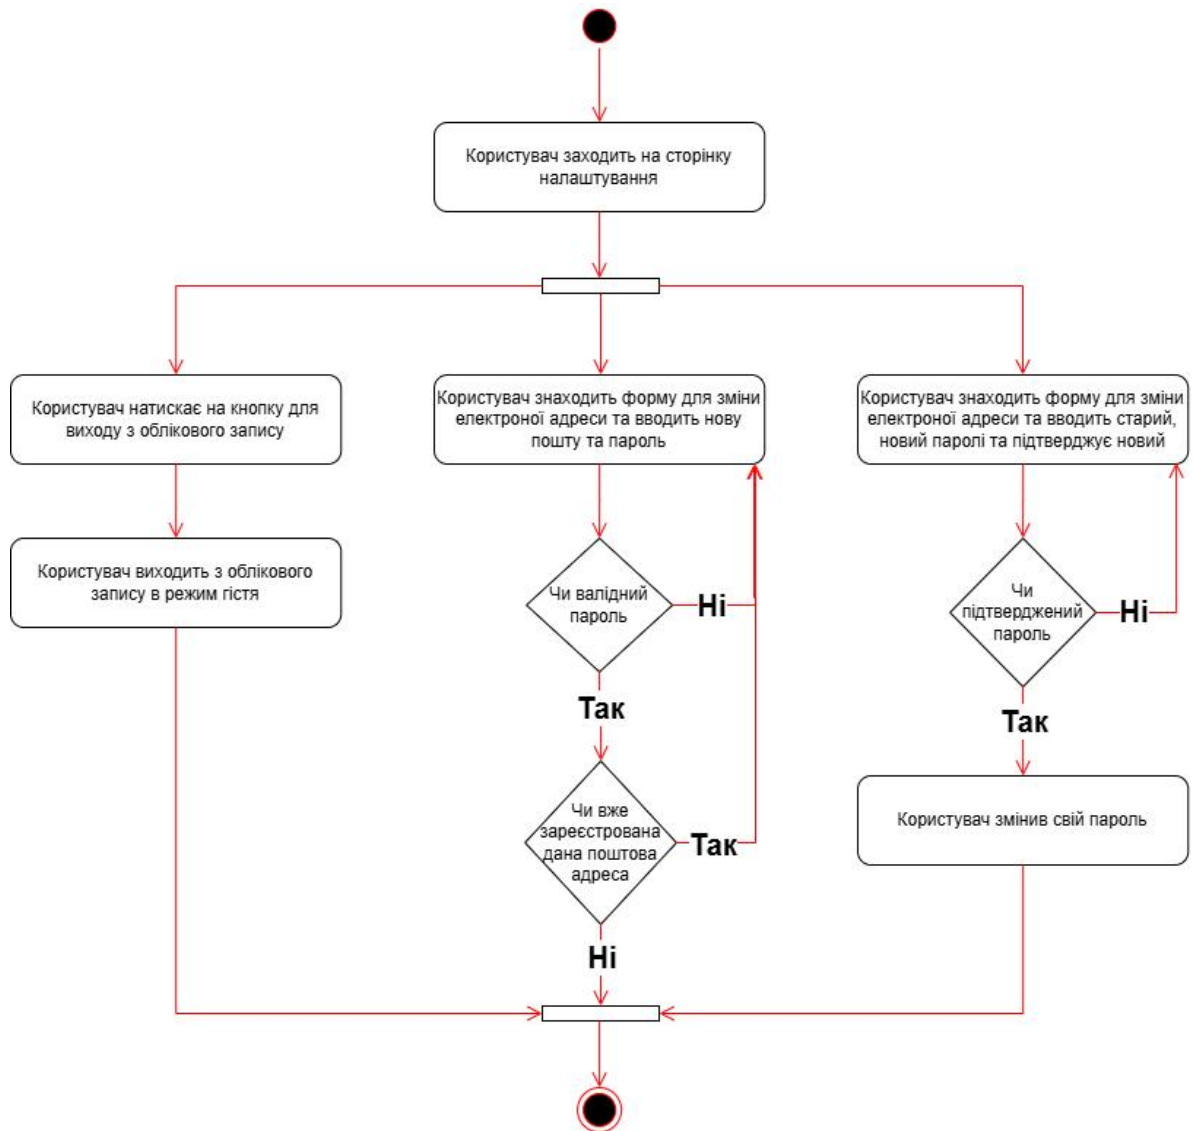 Користувач заходить на сторінку
налаштування
Користувач натискає на кнопку для
виходу з облікового запису
Користувач знаходить форму для зміни
електроної адреси та вводить нову
пошту та пароль
Користувач знаходить форму для зміни
електроної адреси та вводить старий,
новий паролі та підтверджує новий
Користувач виходить з облікового
запису в режим гістя
Чи валідний
пароль
Ні
Чи
підтверджений
пароль
Ні
Так
Так
Чи вже
зареєстрована
дана поштова
адреса
Так
Користувач змінив свій пароль
Ні